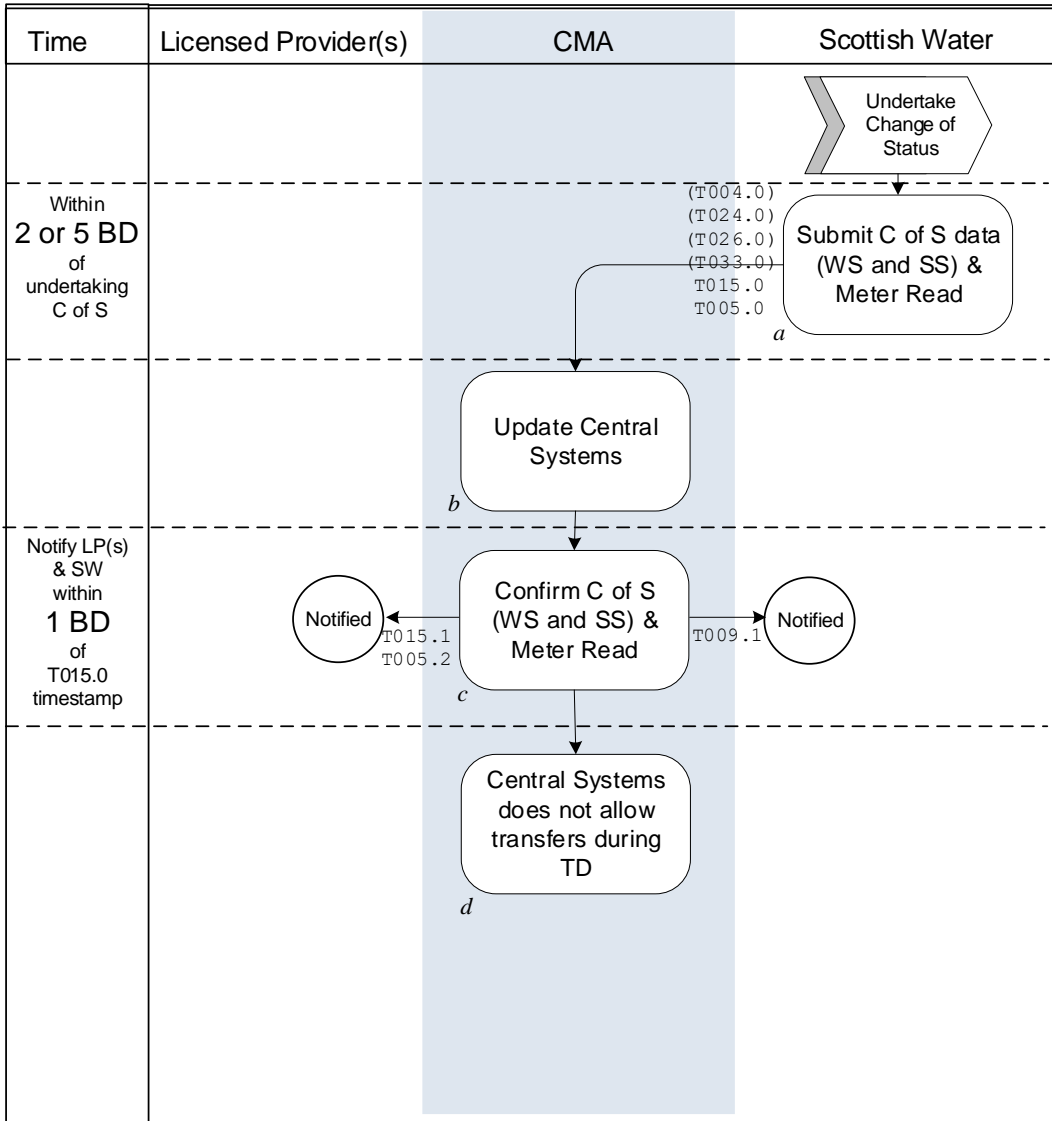 Time
Licensed Provider(s)
CMA
Scottish Water
Undertake
Change of
Status
Within
2 or 5 BD
of
undertaking
C of S
(T004.0)
(T024.0)
(T026.0)
(T033.0)
T015.0
T005.0
Submit C of S data
(WS and SS) &
Meter Read
a
Update Central
Systems
b
Notify LP(s)
& SW
within
1 BD
of
T015.0
timestamp
Notified
T015.1
T005.2
Confirm C of S
(WS and SS) &
Meter Read
c
T009.1
Notified
Central Systems
does not allow
transfers during
TD
d